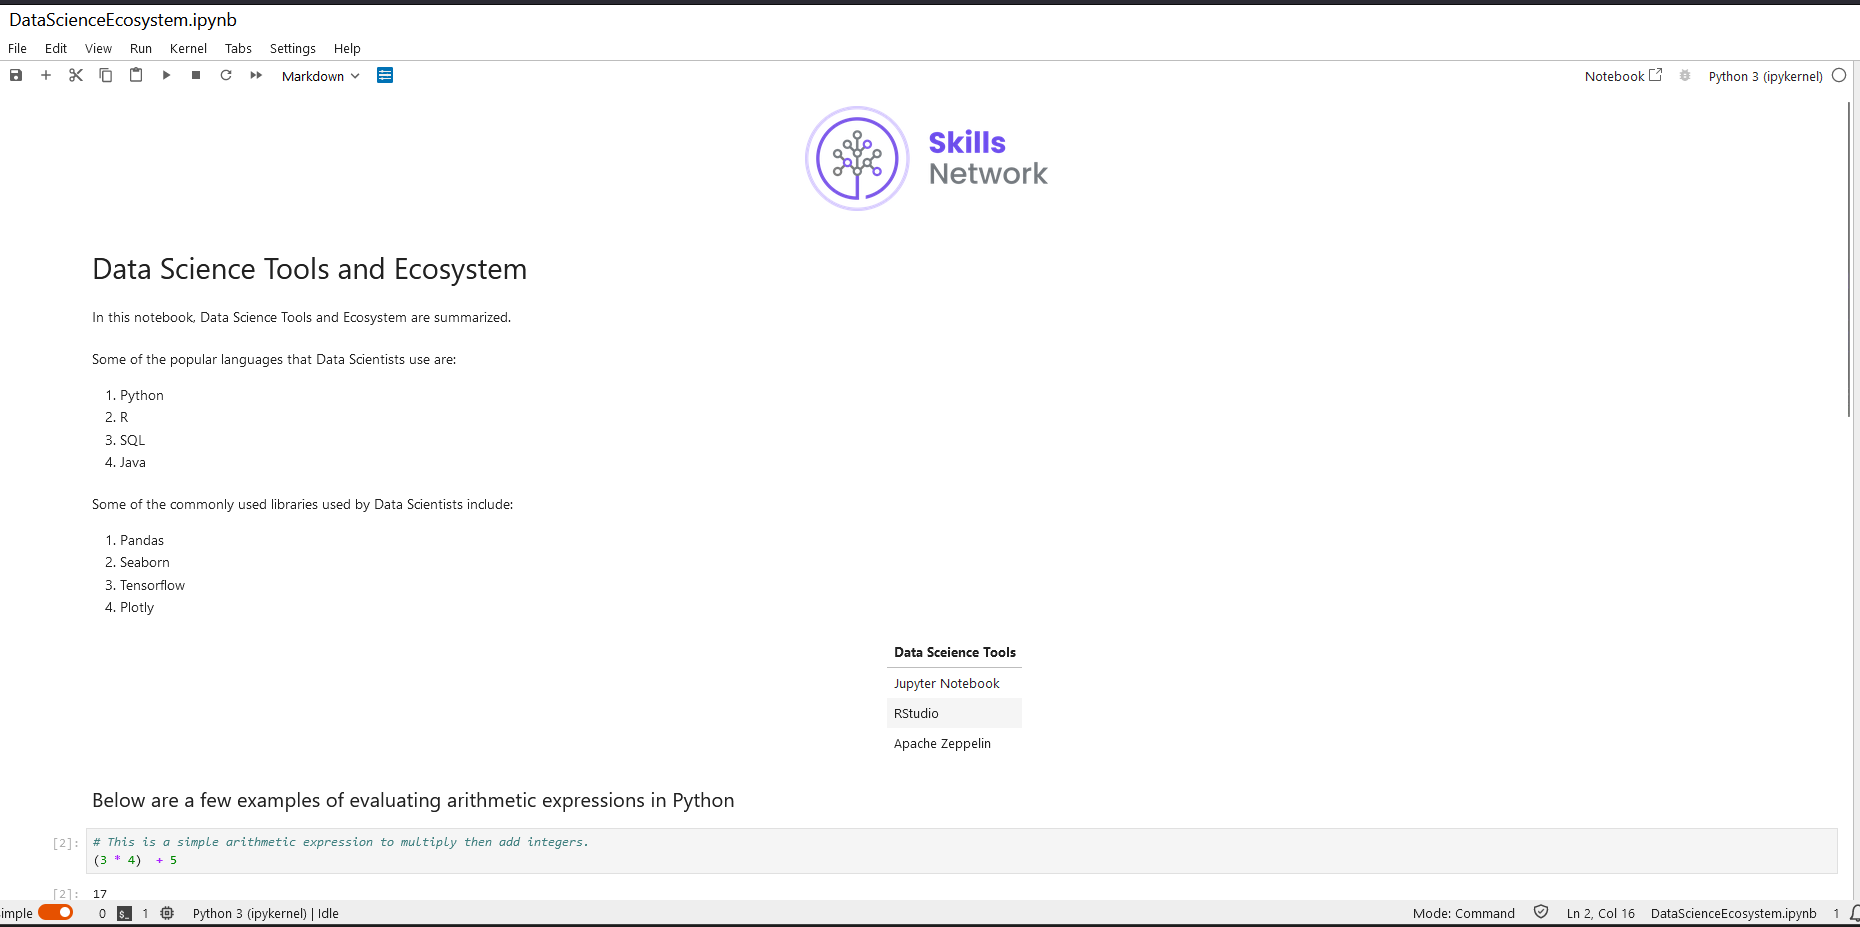 DataScienceEcosystem.ipynb
File Edit View Run Kernel Tabs Settings Help
Markdown Notebook Python 3 (ipykernel)
Skills
Network
Data Science Tools and Ecosystem
In this notebook, Data Science Tools and Ecosystem are summarized.
Some of the popular languages that Data Scientists use are:
1. Python
2. R
3. SQL
4. Java
Some of the commonly used libraries used by Data Scientists include:
1. Pandas
2. Seaborn
3. Tensorflow
4. Plotly
Data Sceience Tools
Jupyter Notebook
RStudio
Apache Zeppelin
Below are a few examples of evaluating arithmetic expressions in Python
[2]: # This is a simple arithmetic expression to multiply then add integers.
(3 * 4)  + 5
[2]: 17
imple 0 $_ 1 Python 3 (ipykernel) | Idle Mode: Command Ln 2, Col 16 DataScienceEcosystem.ipynb 1